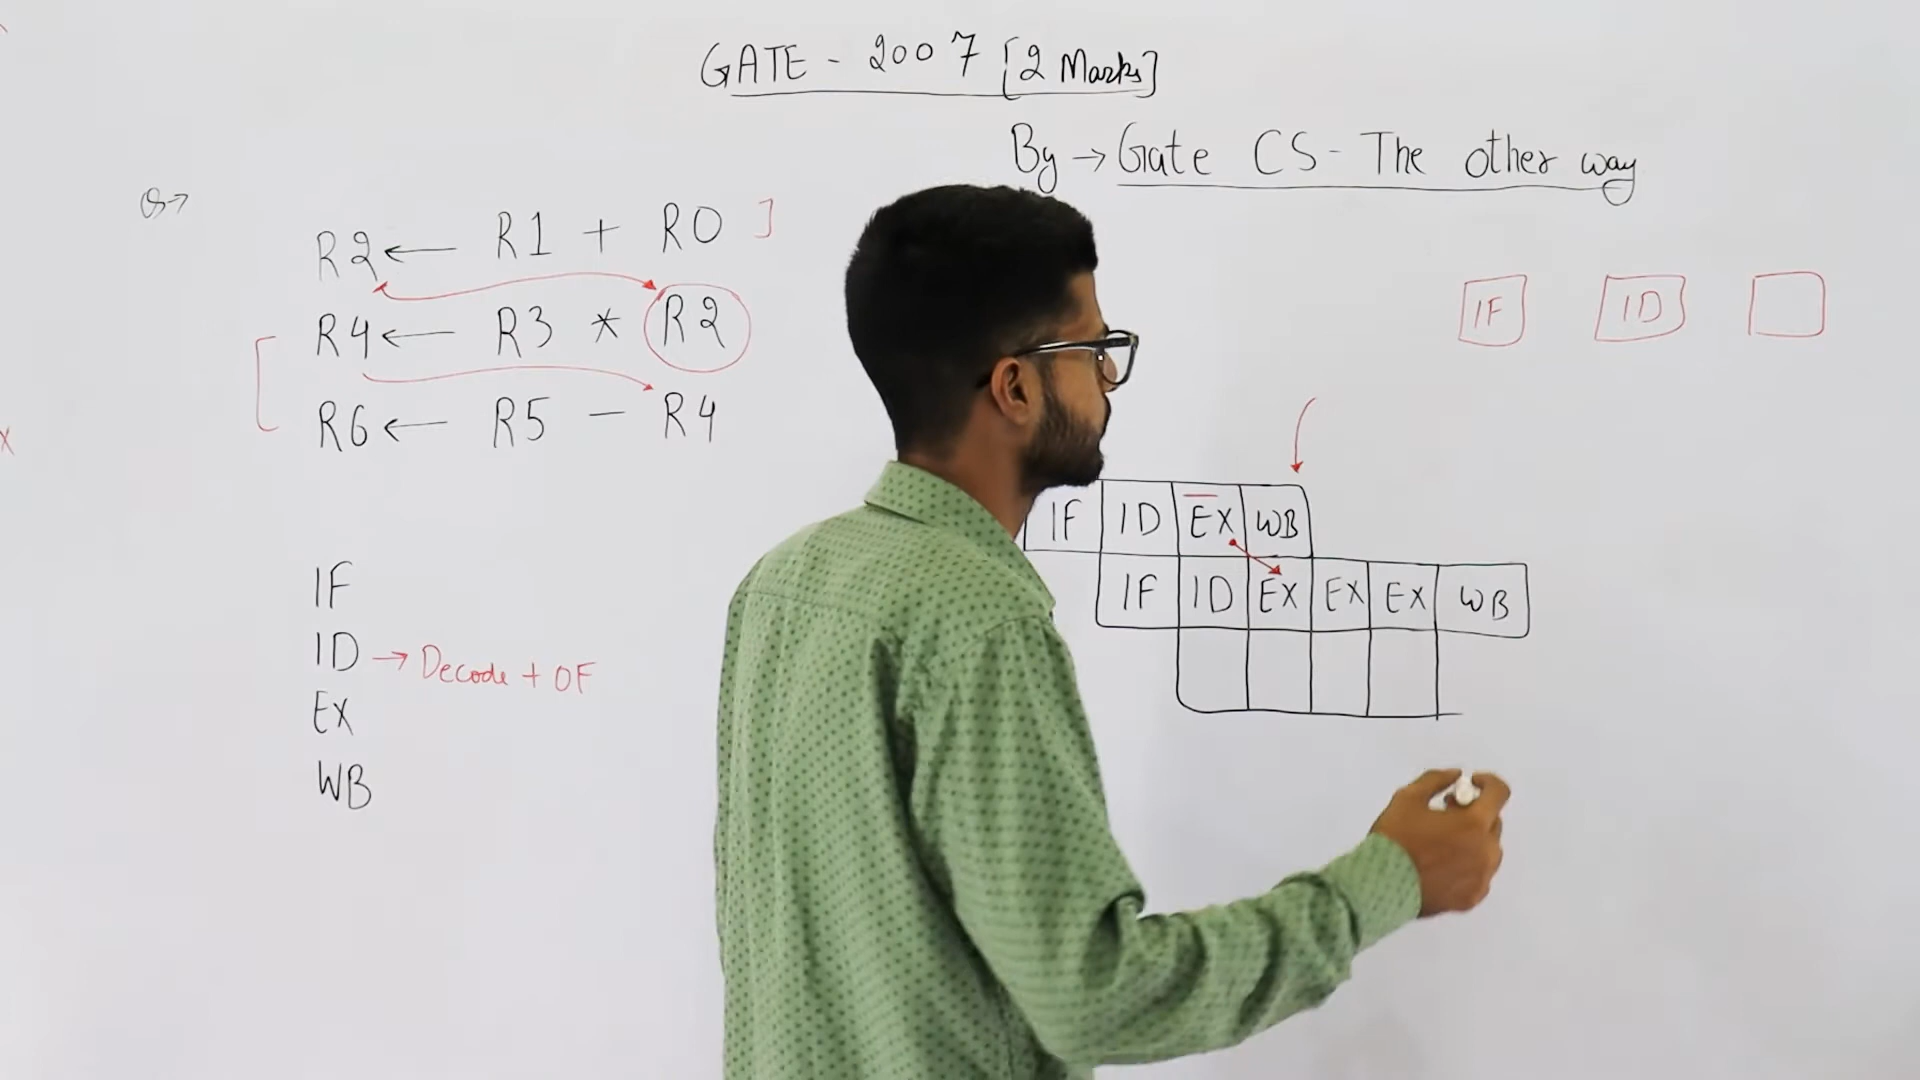 GATE - 2007 [2 Marks]
By → Gate CS - The other way
Q→
R2 ← R1 + R0 ]
R4 ← R3 * R2
R6 ← R5 - R4
IF
ID → Decode + OF
EX
WB
IF ID
IF ID EX WB
IF ID EX EX EX WB
x